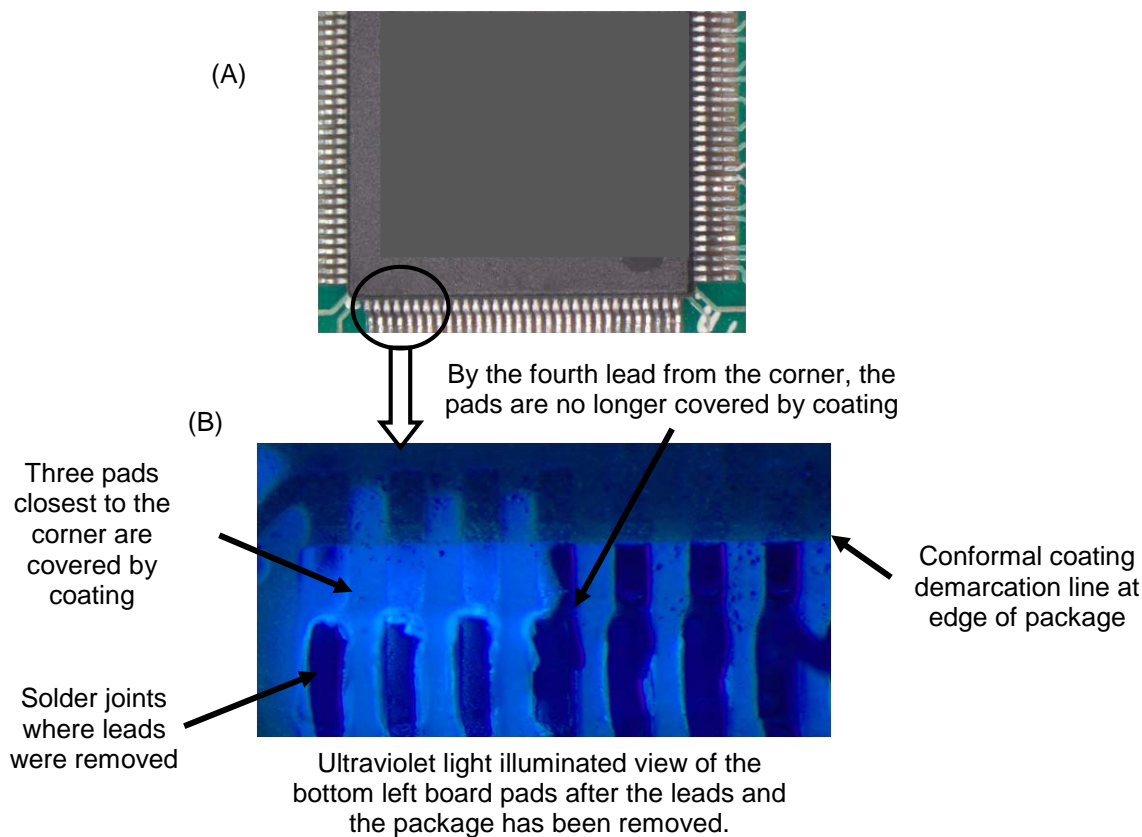 (A)
By the fourth lead from the corner, the
pads are no longer covered by coating
(B)
Three pads
closest to the
corner are
covered by
coating
Conformal coating
demarcation line at
edge of package
Solder joints
where leads
were removed
Ultraviolet light illuminated view of the
bottom left board pads after the leads and
the package has been removed.